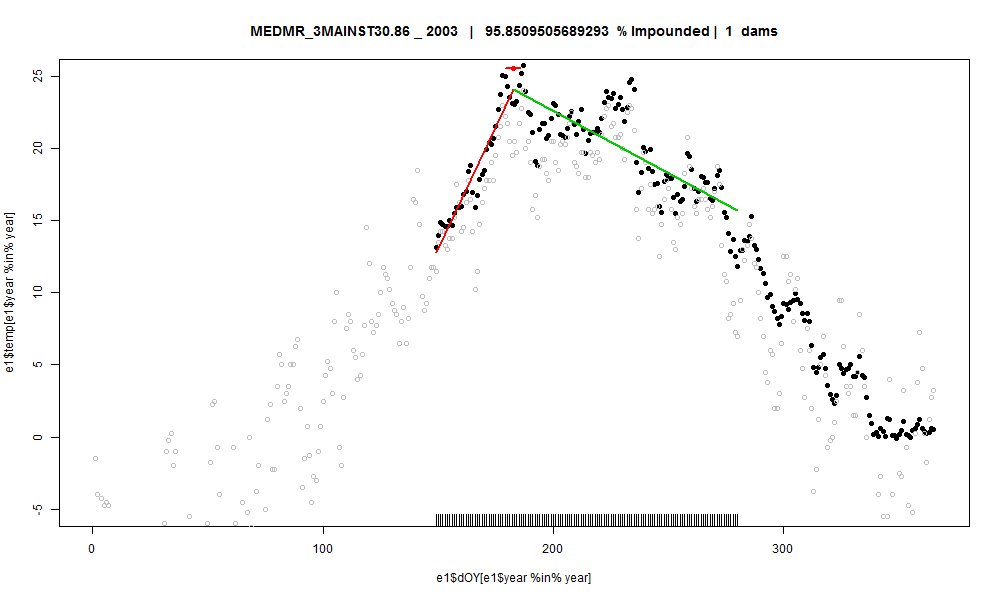 MEDMR_3MAINST30.86 _ 2003 | 95.8509505689293 % Impounded | 1 dams
e1$temp[e1$year %in% year]
25
20
15
10
5
0
-5
0 100 200 300
e1$dOY[e1$year %in% year]